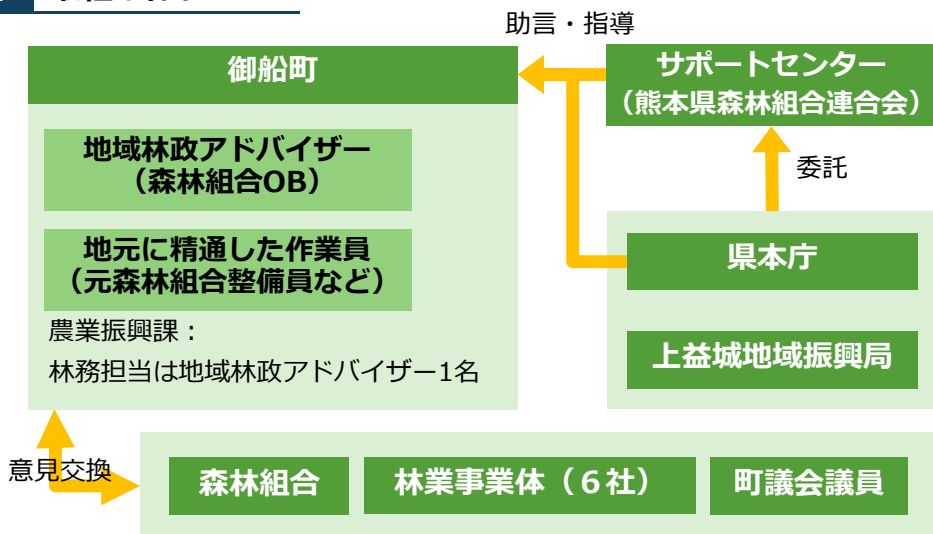 助言・指導
御船町
サポートセンター
（熊本県森林組合連合会）
地域林政アドバイザー
（森林組合OB）
委託
地元に精通した作業員
（元森林組合整備員など）
県本庁
農業振興課：
林務担当は地域林政アドバイザー1名
上益城地域振興局
意見交換
森林組合
林業事業体（６社）
町議会議員